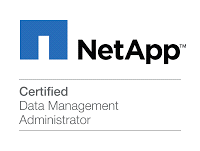 NetApp™
Certified
Data Management
Administrator